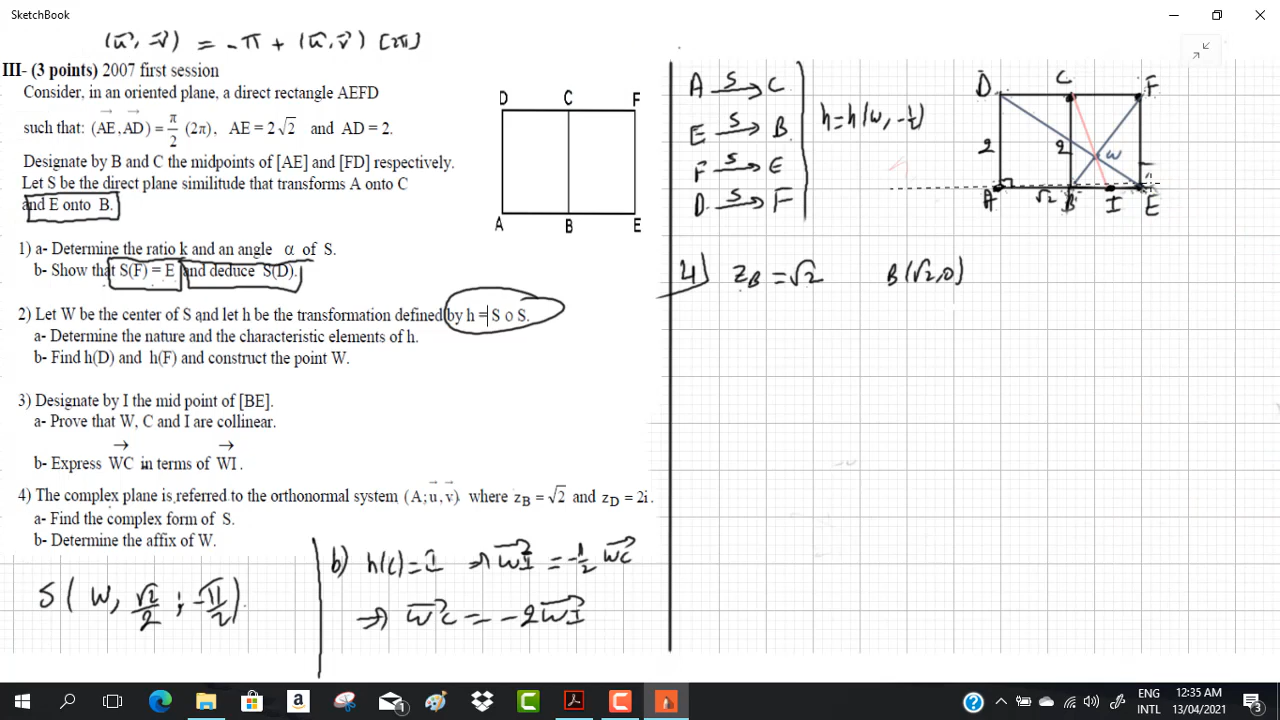 SketchBook
(u⃗, -v⃗) = -π + (u⃗, v⃗) [2π]
III- (3 points) 2007 first session
Consider, in an oriented plane, a direct rectangle AEFD
such that: (AE, AD) = π/2 (2π), AE = 2√2 and AD = 2.
Designate by B and C the midpoints of [AE] and [FD] respectively.
Let S be the direct plane similitude that transforms A onto C
and E onto B.
D C F
A B E
1) a- Determine the ratio k and an angle α of S.
b- Show that S(F) = E and deduce S(D).
2) Let W be the center of S and let h be the transformation defined by h = S o S.
a- Determine the nature and the characteristic elements of h.
b- Find h(D) and h(F) and construct the point W.
3) Designate by I the mid point of [BE].
a- Prove that W, C and I are collinear.
b- Express WC in terms of WI.
4) The complex plane is referred to the orthonormal system (A; u, v) where zB = √2 and zD = 2i.
a- Find the complex form of S.
b- Determine the affix of W.
S( W, √2/2 ; -π/2)
b) h(C) = I ⇒ WI = -1/2 WC
⇒ WC = -2WI
A S→ C
E S→ B
F S→ E
D S→ F
h = h(W, -1/2)
D C F
2 2 W
A √2 B I E
4) ZB = √2 B(√2, 0)
ENG
INTL
12:35 AM
13/04/2021
1
3